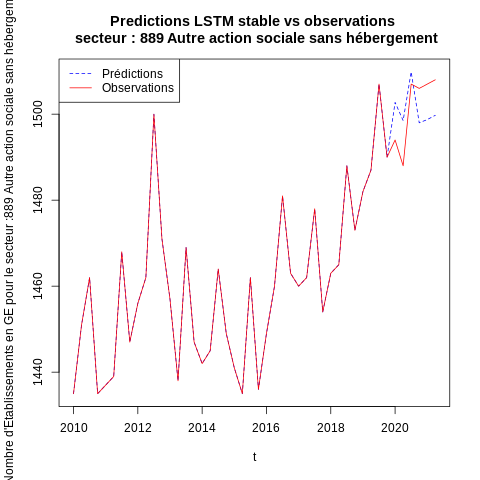 Predictions LSTM stable vs observations
secteur : 889 Autre action sociale sans hébergement
Nombre d'Etablissements en GE pour le secteur :889 Autre action sociale sans hébergem
Prédictions
Observations
1500
1480
1460
1440
2010 2012 2014 2016 2018 2020
t